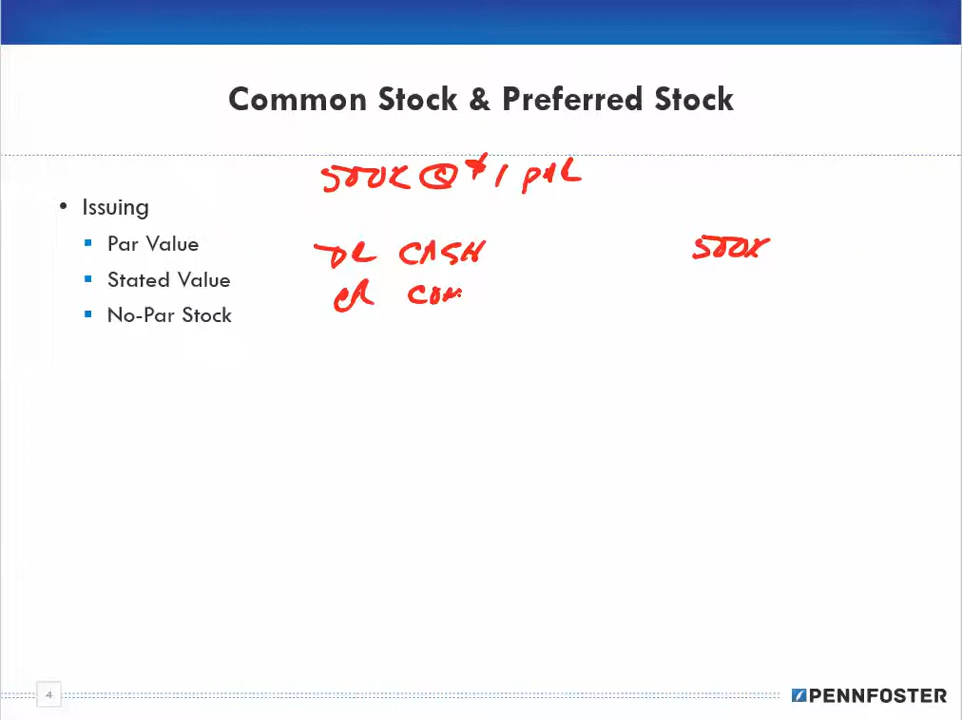 Common Stock & Preferred Stock
500K @ $1 PAR
• Issuing
▪ Par Value
DR CASH 500K
▪ Stated Value
CR COM
▪ No-Par Stock
4
PENNFOSTER